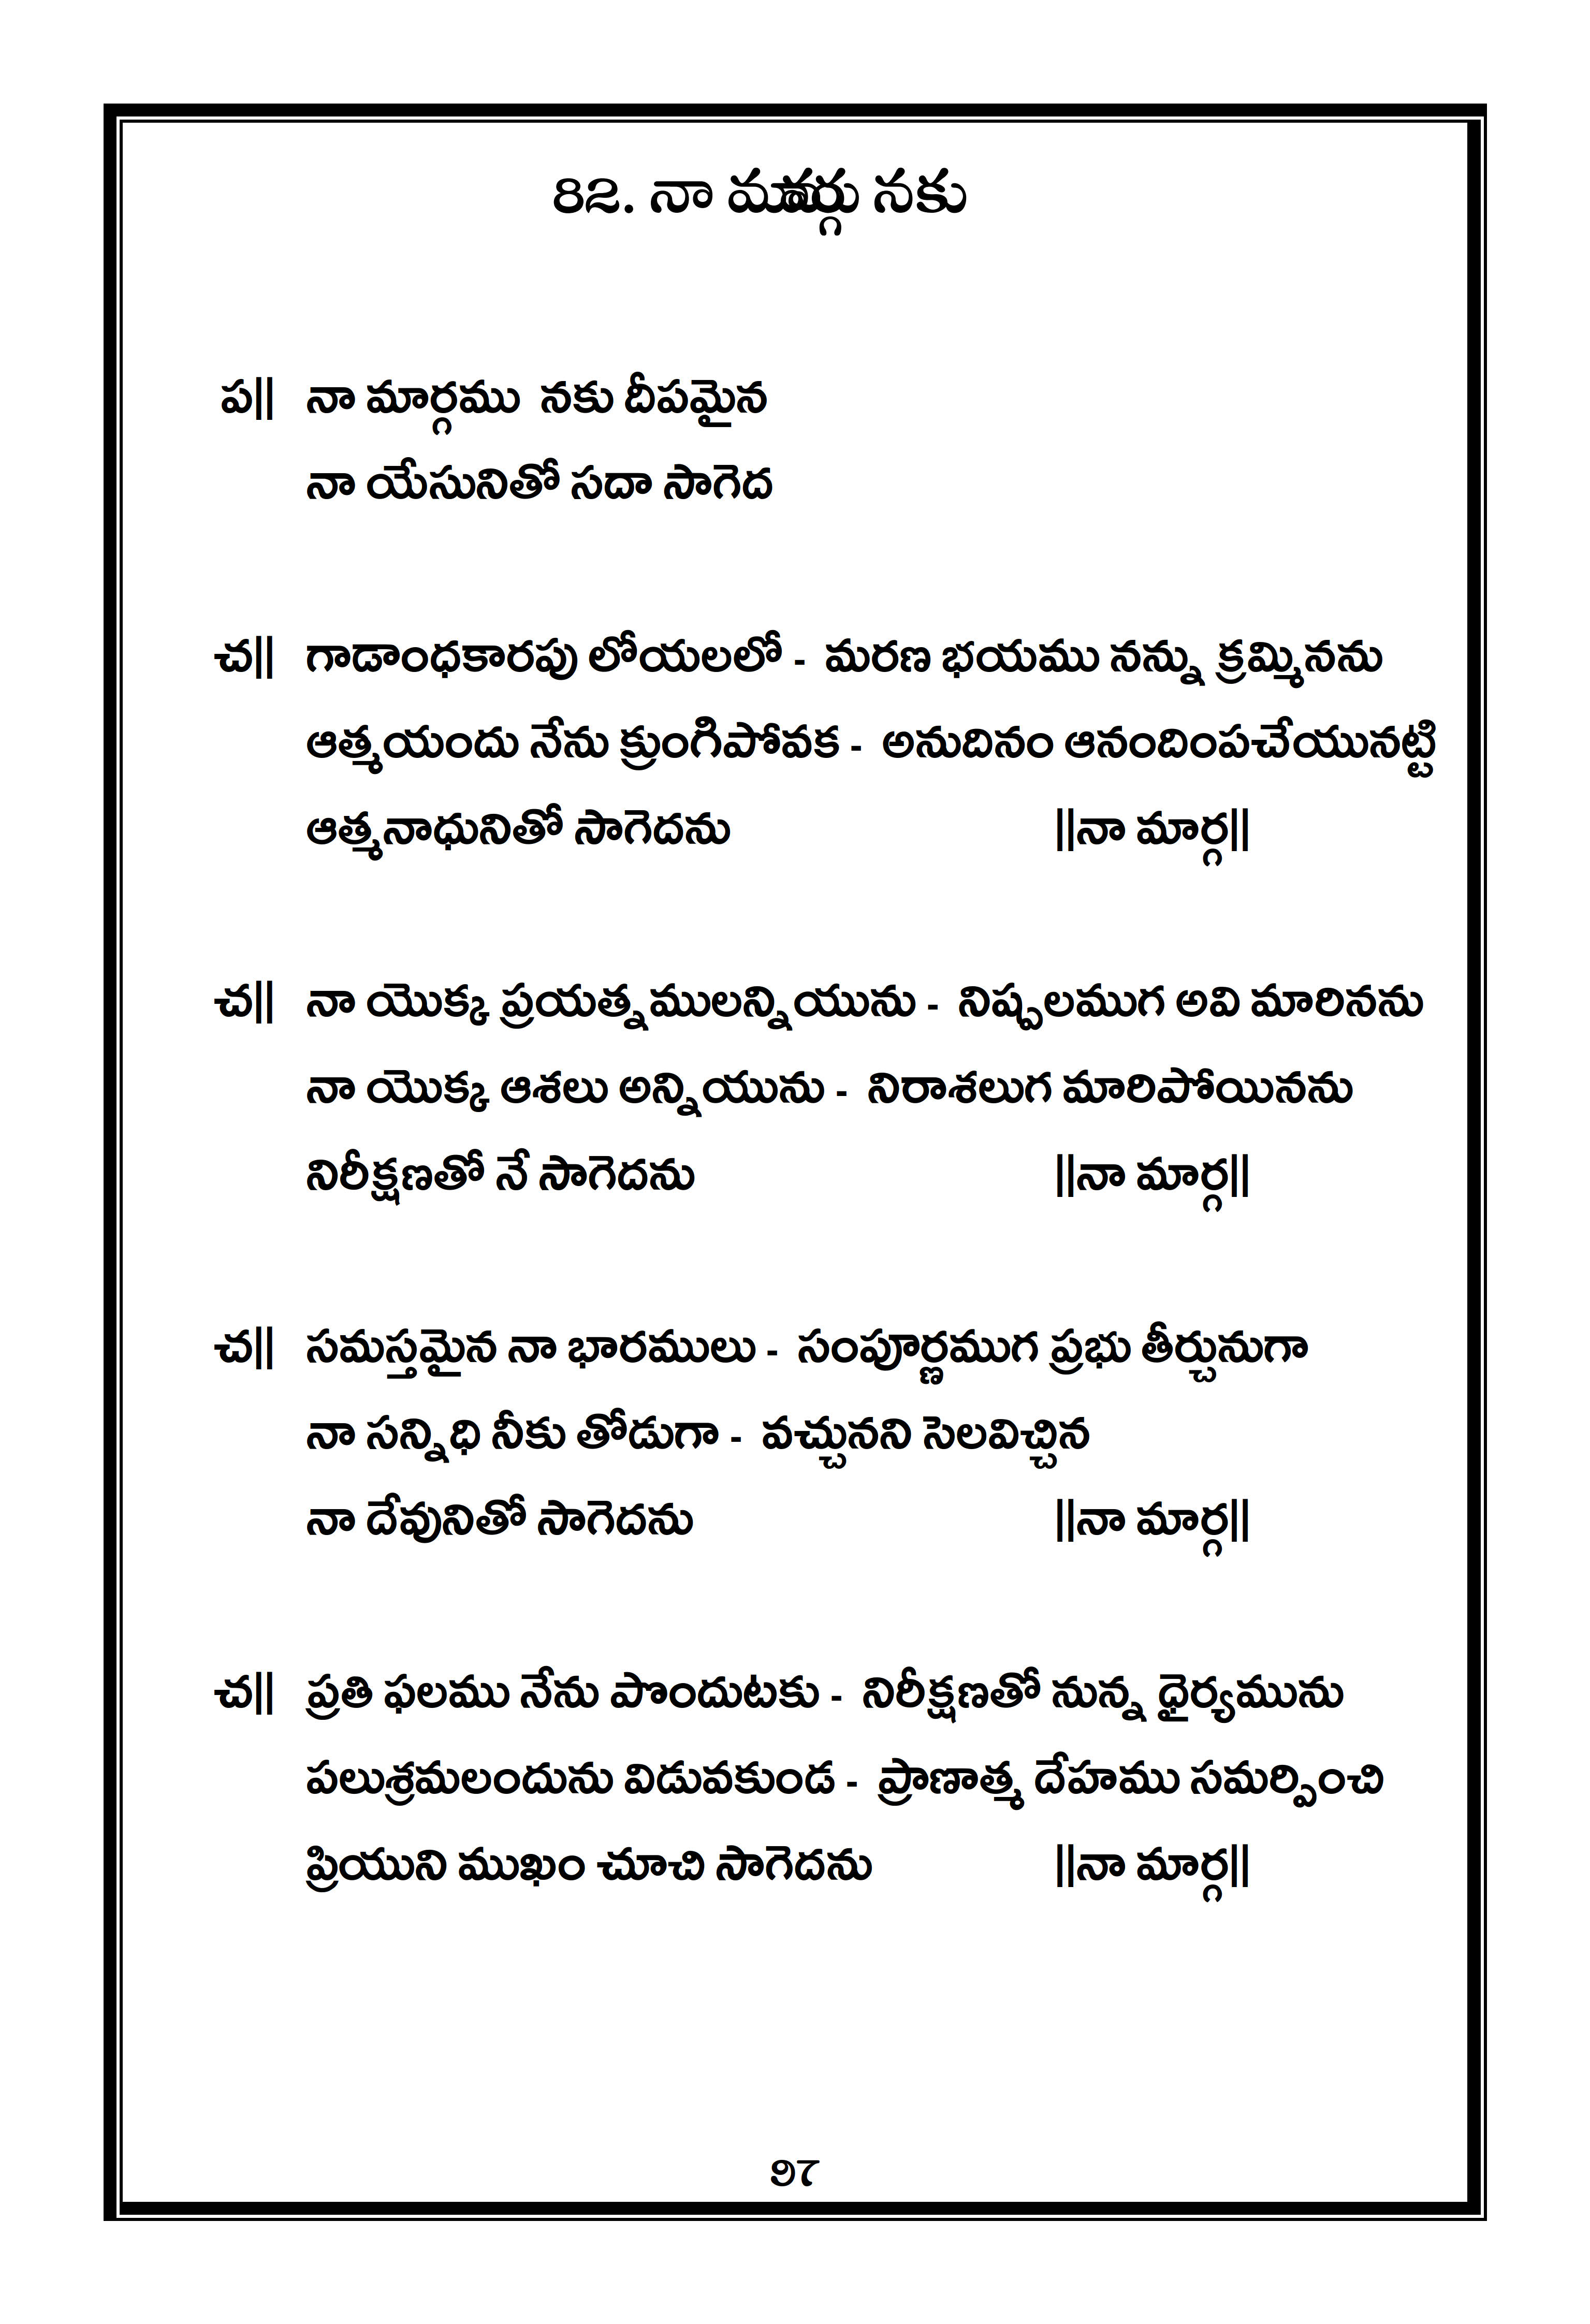 ౪౨. నా మార్గము నకు
ప॥ నా మార్గము నకు దీపమైన
నా యేసునితో సదా సాగెద
చ॥ గాడాంధకారపు లోయలలో - మరణ భయము నన్ను క్రమ్మినను
ఆత్మయందు నేను క్రుంగిపోవక - అనుదినం ఆనందింపచేయునట్టి
ఆత్మనాధునితో సాగెదను ॥నా మార్గ॥
చ॥ నా యొక్క ప్రయత్నములన్నియును - నిష్పలముగ అవి మారినను
నా యొక్క ఆశలు అన్నియును - నిరాశలుగ మారిపోయినను
నిరీక్షణతో నే సాగెదను ॥నా మార్గ॥
చ॥ సమస్తమైన నా భారములు - సంపూర్ణముగ ప్రభు తీర్చునుగా
నా సన్నిధి నీకు తోడుగా - వచ్చునని సెలవిచ్చిన
నా దేవునితో సాగెదను ॥నా మార్గ॥
చ॥ ప్రతి ఫలము నేను పొందుటకు - నిరీక్షణతో నున్న ధైర్యమును
పలుశ్రమలందును విడువకుండ - ప్రాణాత్మ దేహము సమర్పించి
ప్రియుని ముఖం చూచి సాగెదను ॥నా మార్గ॥